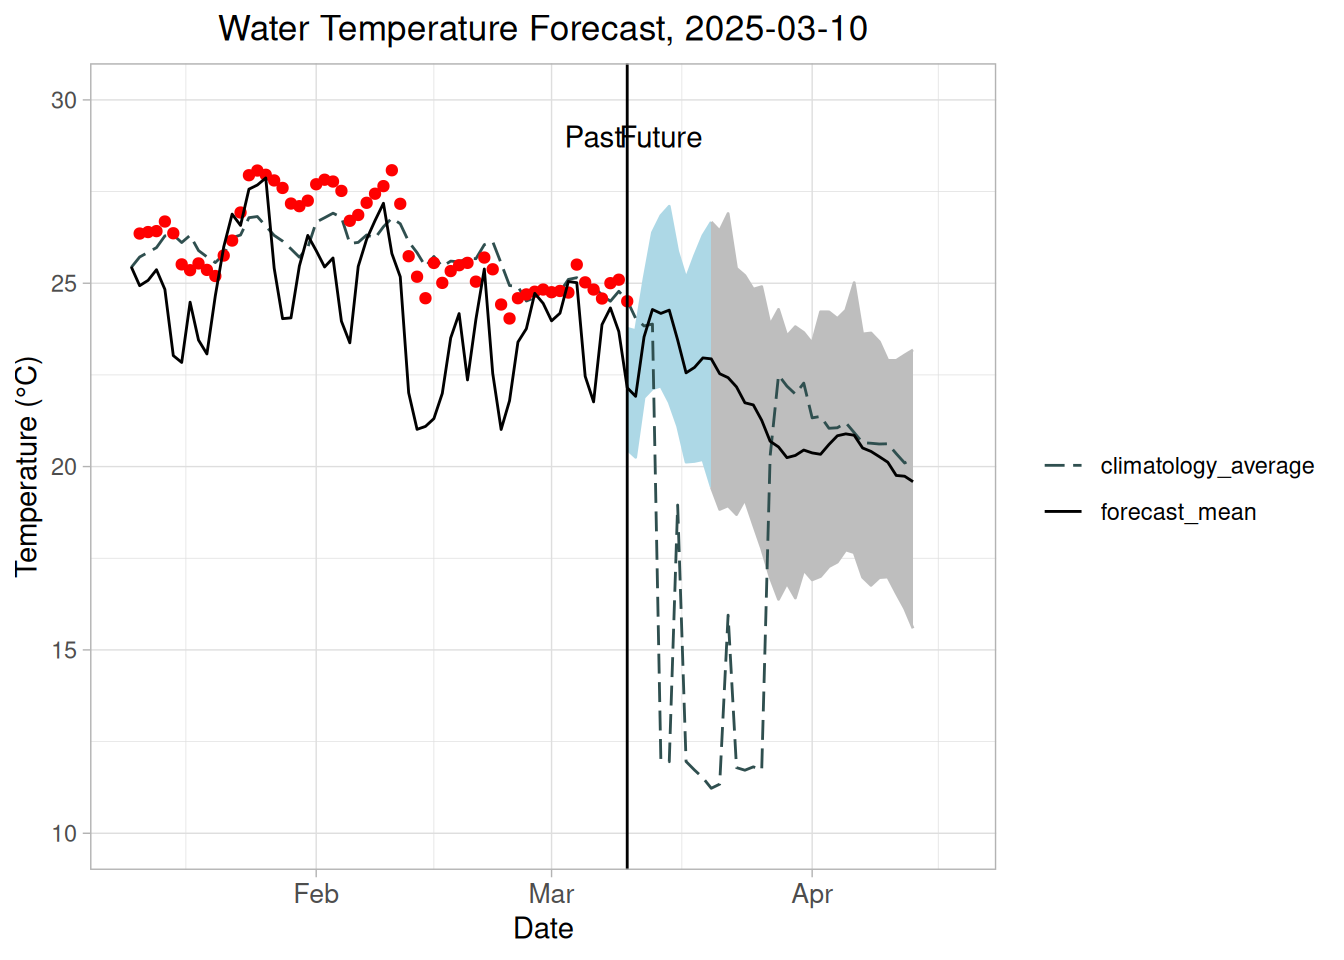 Water Temperature Forecast, 2025-03-10
30
PastFuture
25
20
15
10
Temperature (°C)
Feb
Mar
Apr
Date
climatology_average
forecast_mean